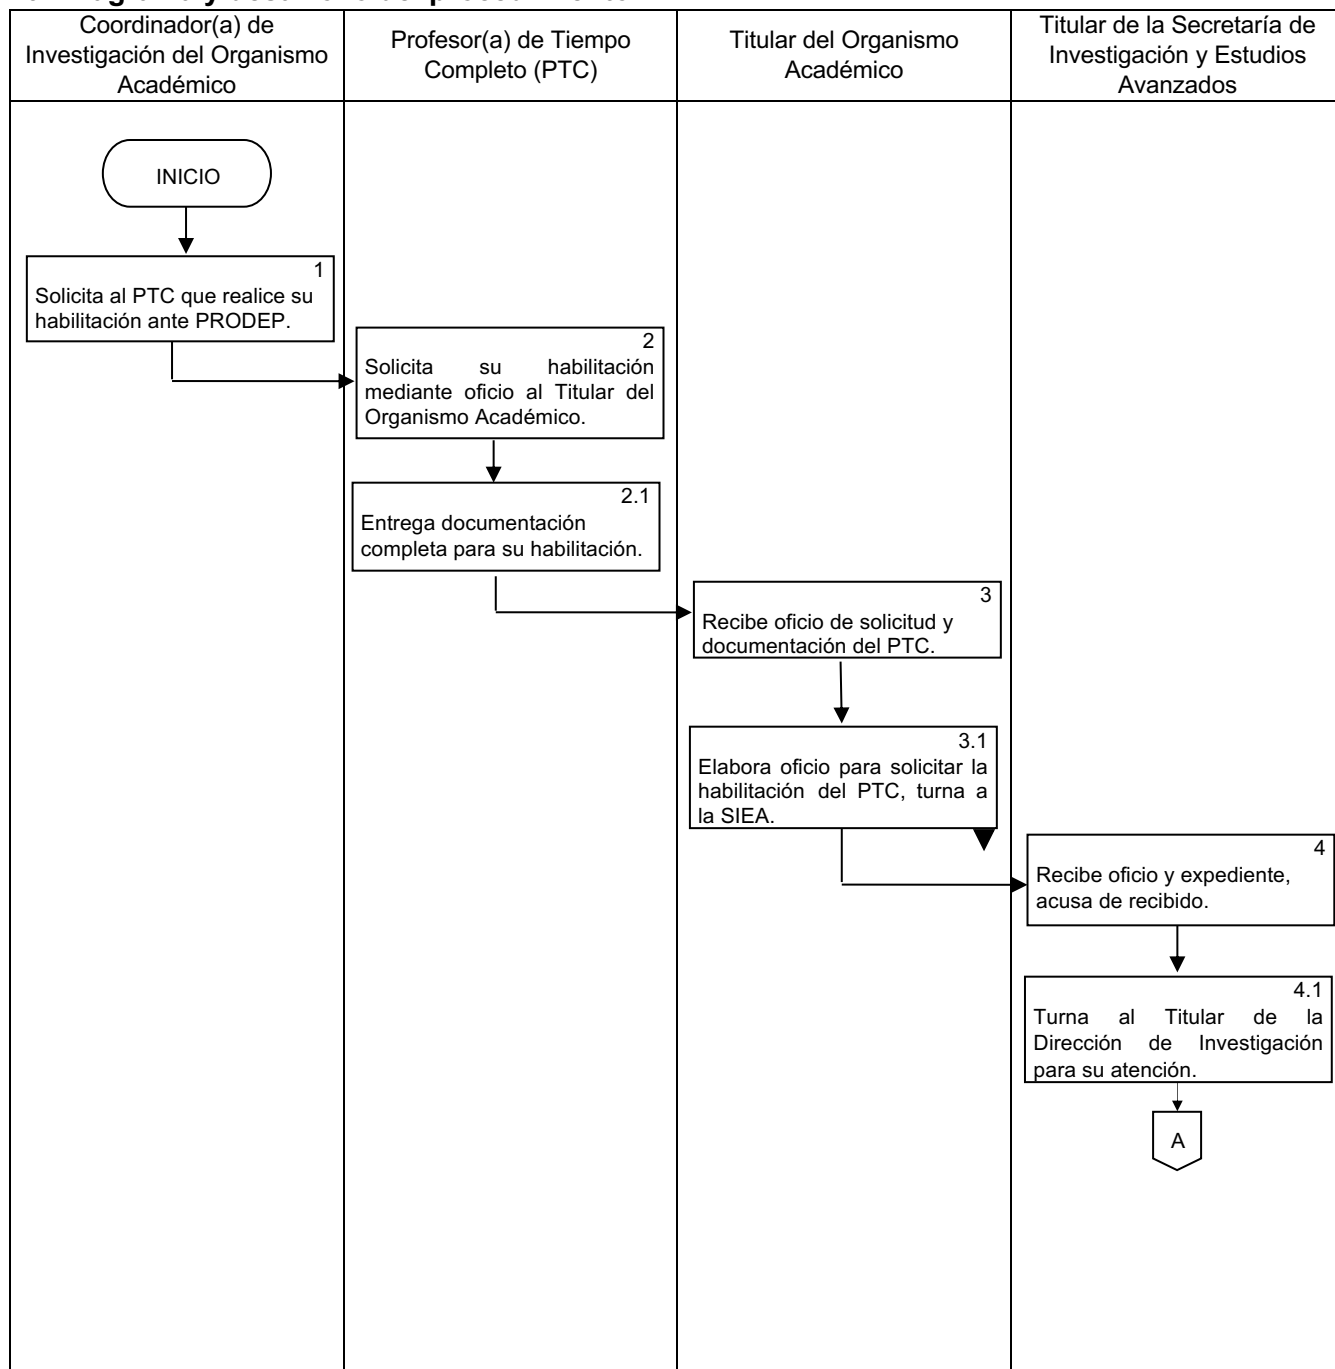 Coordinador(a) de
Investigación del Organismo
Académico
Profesor(a) de Tiempo
Completo (PTC)
Titular del Organismo
Académico
Titular de la Secretaría de
Investigación y Estudios
Avanzados
INICIO
1
Solicita al PTC que realice su
habilitación ante PRODEP.
2
Solicita su habilitación
mediante oficio al Titular del
Organismo Académico.
2.1
Entrega documentación
completa para su habilitación.
3
Recibe oficio de solicitud y
documentación del PTC.
3.1
Elabora oficio para solicitar la
habilitación del PTC, turna a
la SIEA.
4
Recibe oficio y expediente,
acusa de recibido.
4.1
Turna al Titular de la
Dirección de Investigación
para su atención.
A